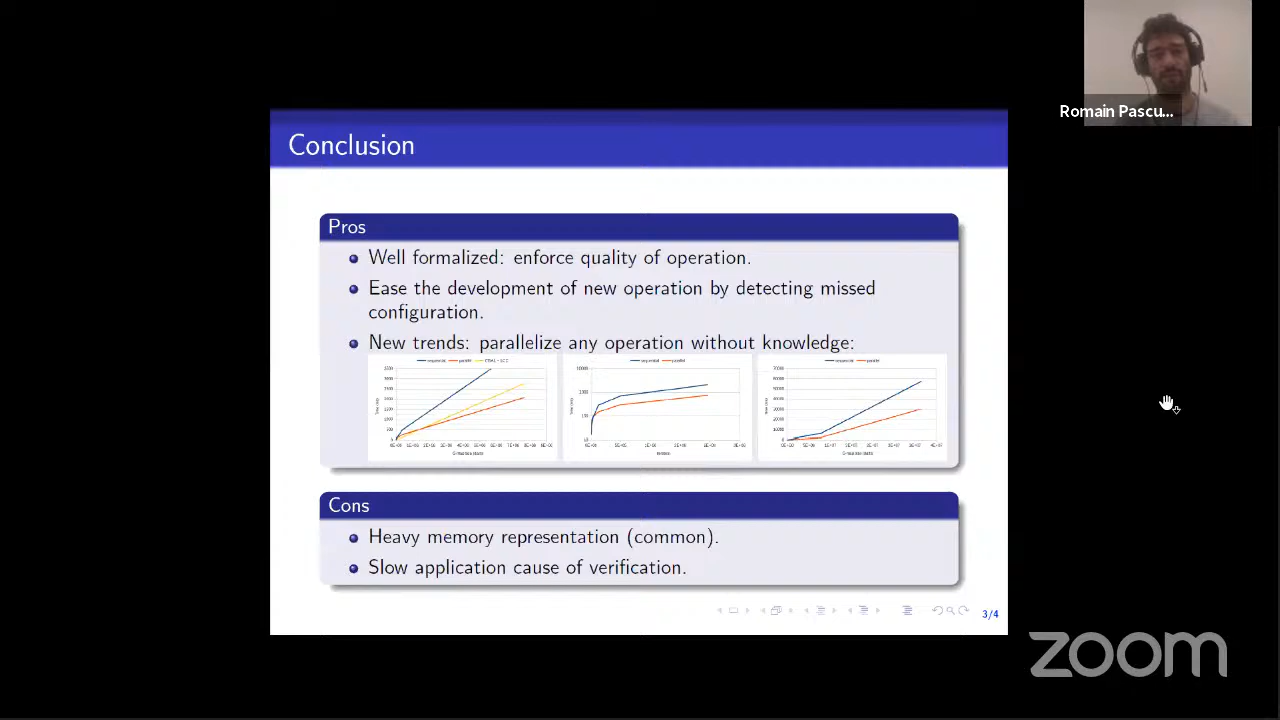 Romain Pascu...
Conclusion
Pros
Well formalized: enforce quality of operation.
Ease the development of new operation by detecting missed
configuration.
New trends: parallelize any operation without knowledge:
Cons
Heavy memory representation (common).
Slow application cause of verification.
3/4
zoom